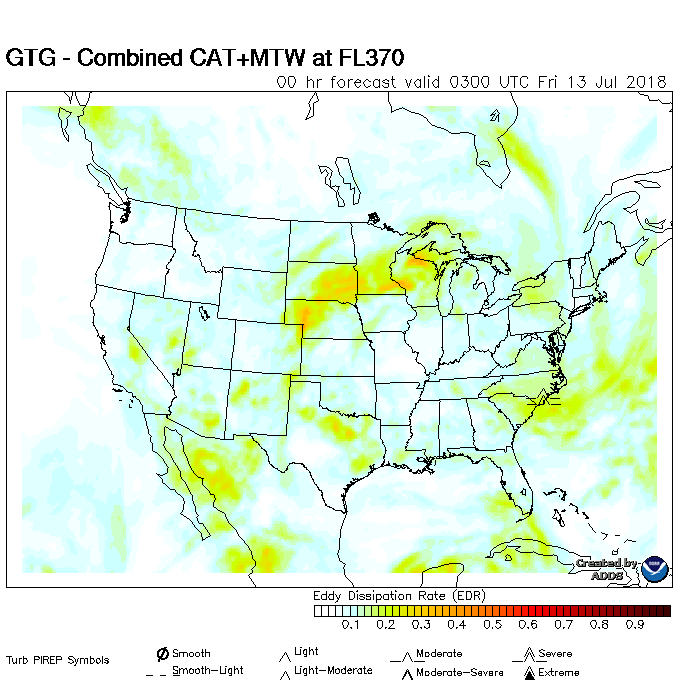 GTG - Combined CAT+MTW at FL370
00 hr forecast valid 0300 UTC Fri 13 Jul 2018
Created by
ADDS
Eddy Dissipation Rate (EDR)
0.1 0.2 0.3 0.4 0.5 0.6 0.7 0.8 0.9
Turb PIREP Symbols
Smooth Light Moderate Severe
Smooth-Light Light-Moderate Moderate-Severe Extreme